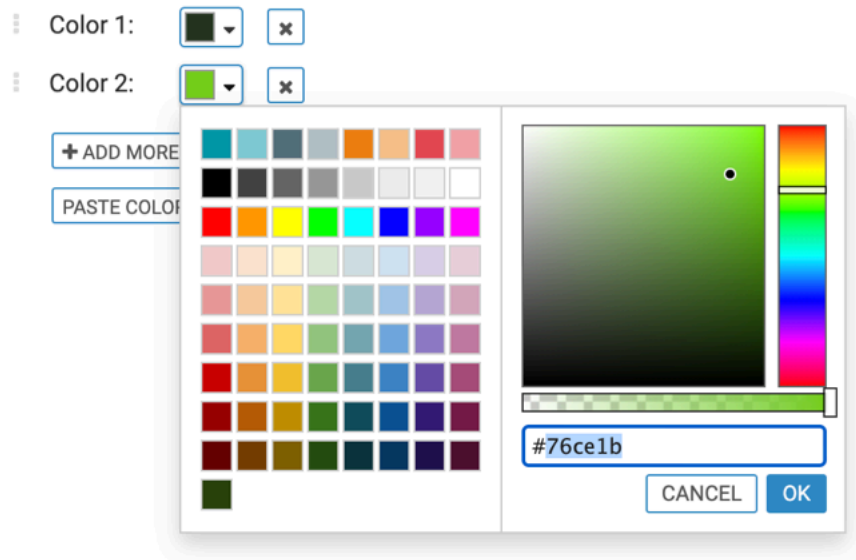 Color 1:
Color 2:
+ ADD MORE
PASTE COLOR
#76ce1b
CANCEL
OK